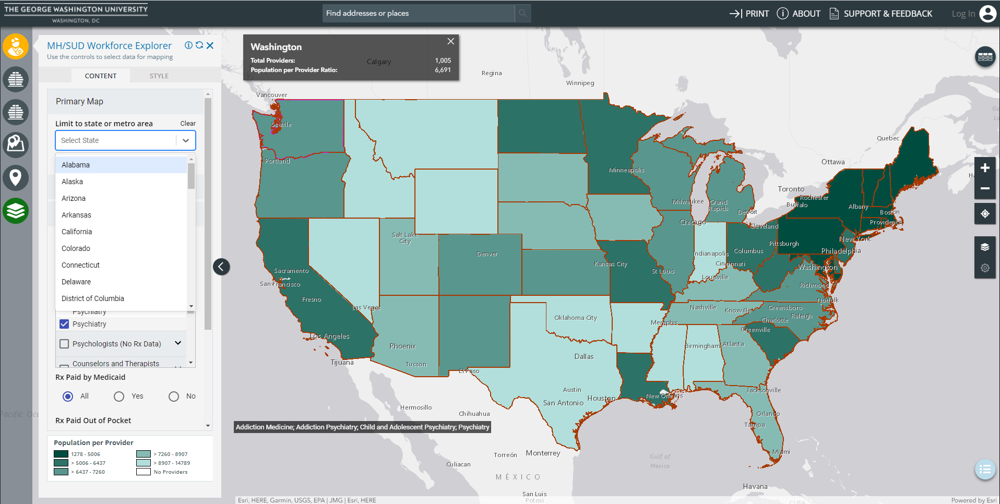 THE GEORGE WASHINGTON UNIVERSITY
WASHINGTON, DC
Find addresses or places
PRINT
ABOUT
SUPPORT & FEEDBACK
Log In
MH/SUD Workforce Explorer
Use the controls to select data for mapping
CONTENT
STYLE
Primary Map
Limit to state or metro area
Clear
Select State
Alabama
Alaska
Arizona
Arkansas
California
Colorado
Connecticut
Delaware
District of Columbia
Psychiatry
Psychiatry
Psychologists (No Rx Data)
Counselors and Therapists
Rx Paid by Medicaid
All
Yes
No
Rx Paid Out of Pocket
Population per Provider
1278 - 5006
> 5006 - 6437
> 6437 - 7260
> 7260 - 8907
> 8907 - 14789
No Providers
Washington
Total Providers: 1,005
Population per Provider Ratio: 6,691
Calgary
Regina
Winnipeg
Vancouver
Seattle
Portland
Quebec
Ottawa
Minneapolis
Toronto
Rochester
Buffalo
Milwaukee
Grand
Rapids
Detroit
Albany
Boston
Providence
Chicago
Cleveland
Salt Lake
City
New York
Pittsburgh
Philadelphia
Denver
Indianapolis
Columbus
Kansas City
Cincinnati
Washington
Sacramento
St Louis
Louisville
San Francisco
Richmond
Fresno
Norfolk
Las Vegas
Nashville
Knoxville
Greensboro
Oklahoma City
Raleigh
Charlotte
Memphis
Greenville
Los Angeles
Phoenix
Birmingham
Atlanta
Tucson
Dallas
Tijuana
El Paso
Austin
Jacksonville
New Orleans
Houston
San Antonio
Hermosillo
Chihuahua
Orlando
Tampa
Addiction Medicine; Addiction Psychiatry; Child and Adolescent Psychiatry; Psychiatry
Miami
Torreón
Monterrey
Gulf of
Mexico
Culiacan
MÉXICO
Havana
San Luis
Potosi
CUBA
Pacific Oce
Esri, HERE, Garmin, USGS, EPA | JMG | Esri, HERE
Powered by Esri